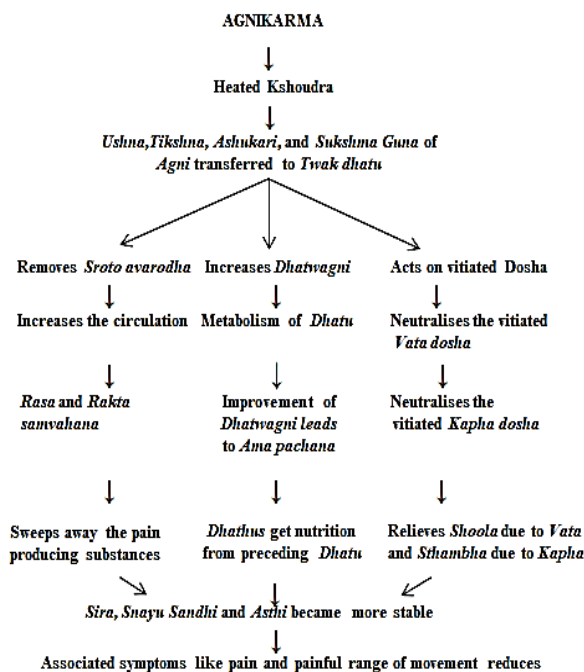 AGNIKARMA
Heated Kshoudra
Ushna,Tikshna, Ashukari, and Sukshma Guna of
Agni transferred to Twak dhatu
Removes Sroto avarodha
Increases the circulation
Rasa and Rakta
samvahana
Sweeps away the pain
producing substances
Increases Dhatwagni
Metabolism of Dhatu
Improvement of
Dhatwagni leads
to Ama pachana
Dhathus get nutrition
from preceding Dhatu
Acts on vitiated Dosha
Neutralises the vitiated
Vata dosha
Neutralises the
vitiated Kapha dosha
Relieves Shoola due to Vata
and Sthambha due to Kapha
Sira, Snayu Sandhi and Asthi became more stable
Associated symptoms like pain and painful range of movement reduces